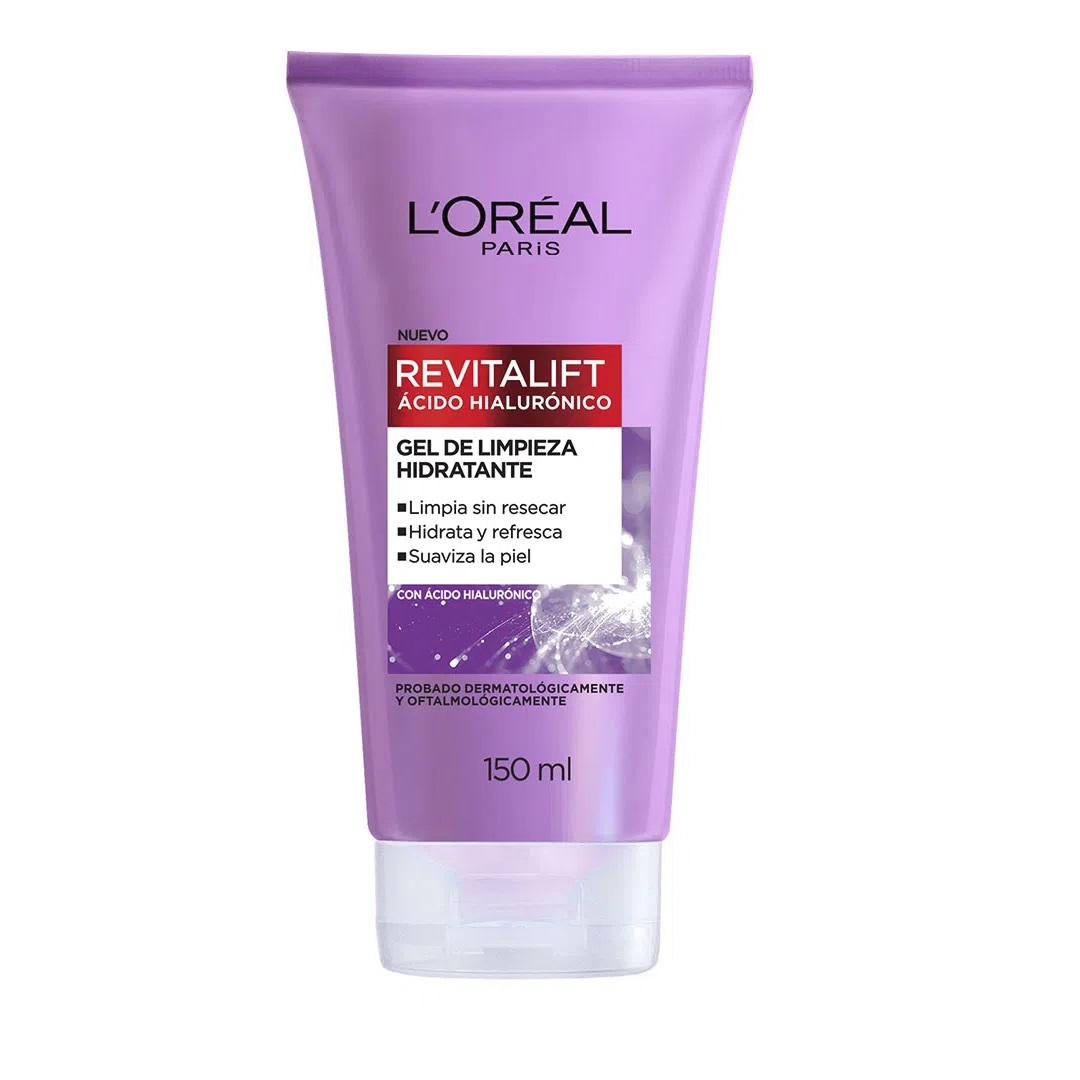 L'ORÉAL
PARiS
NUEVO
REVITALIFT
ÁCIDO HIALURÓNICO
GEL DE LIMPIEZA
HIDRATANTE
▪Limpia sin resecar
▪Hidrata y refresca
▪Suaviza la piel
CON ÁCIDO HIALURÓNICO
PROBADO DERMATOLÓGICAMENTE
Y OFTALMOLÓGICAMENTE
150 ml